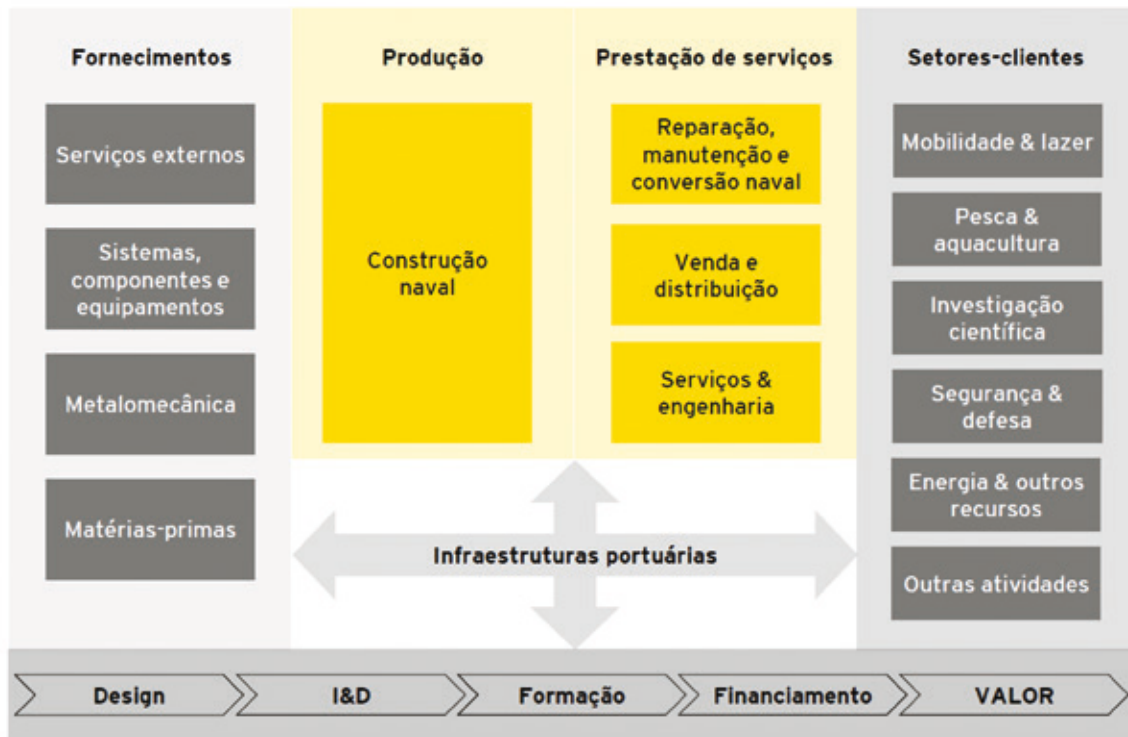 Fornecimentos
Serviços externos
Sistemas,
componentes e
equipamentos
Metalomecânica
Matérias-primas
Produção
Construção
naval
Prestação de serviços
Reparação,
manutenção e
conversão naval
Venda e
distribuição
Serviços &
engenharia
Setores-clientes
Mobilidade & lazer
Pesca &
aquacultura
Investigação
científica
Segurança &
defesa
Energia & outros
recursos
Outras atividades
Infraestruturas portuárias
Design
I&D
Formação
Financiamento
VALOR